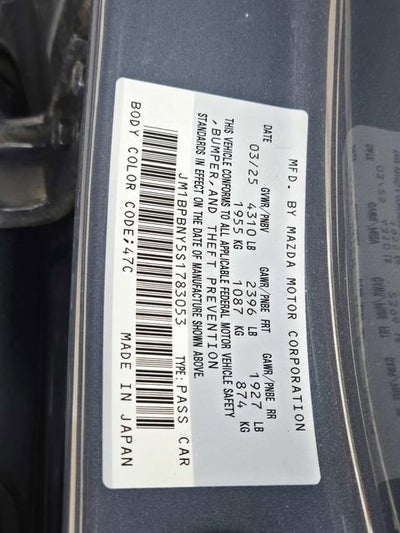 MFD. BY MAZDA MOTOR CORPORATION
DATE GVWR/PNBV GAWR/PNBE FRT GAWR/PNBE RR
03/25 4310 LB 2396 LB 1927 LB
1954 KG 1087 KG 874 KG
THIS VEHICLE CONFORMS TO ALL APPLICABLE FEDERAL MOTOR VEHICLE SAFETY
,BUMPER,AND THEFT PREVENTION
STANDARDS IN EFFECT ON THE DATE OF MANUFACTURE SHOWN ABOVE.
JM1BPBNY5S1783053 TYPE:PASS CAR
BODY COLOR CODE;47C MADE IN JAPAN